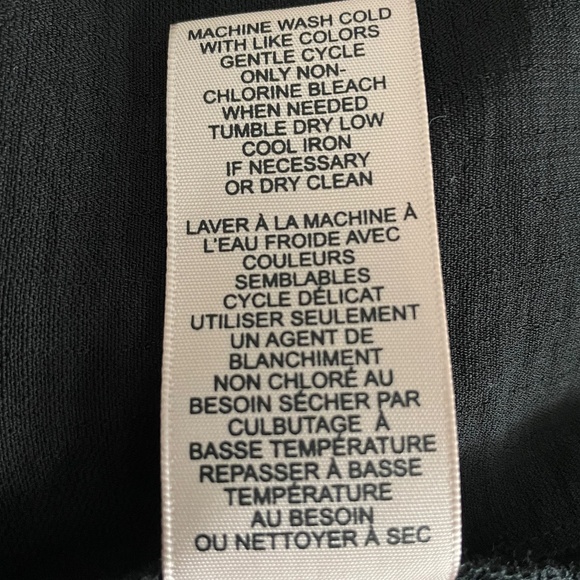 MACHINE WASH COLD
WITH LIKE COLORS
GENTLE CYCLE
ONLY NON-
CHLORINE BLEACH
WHEN NEEDED
TUMBLE DRY LOW
COOL IRON
IF NECESSARY
OR DRY CLEAN
LAVER À LA MACHINE À
L'EAU FROIDE AVEC
COULEURS
SEMBLABLES
CYCLE DÉLICAT
UTILISER SEULEMENT
UN AGENT DE
BLANCHIMENT
NON CHLORÉ AU
BESOIN SÉCHER PAR
CULBUTAGE À
BASSE TEMPÉRATURE
REPASSER À BASSE
TEMPÉRATURE
AU BESOIN
OU NETTOYER À SEC